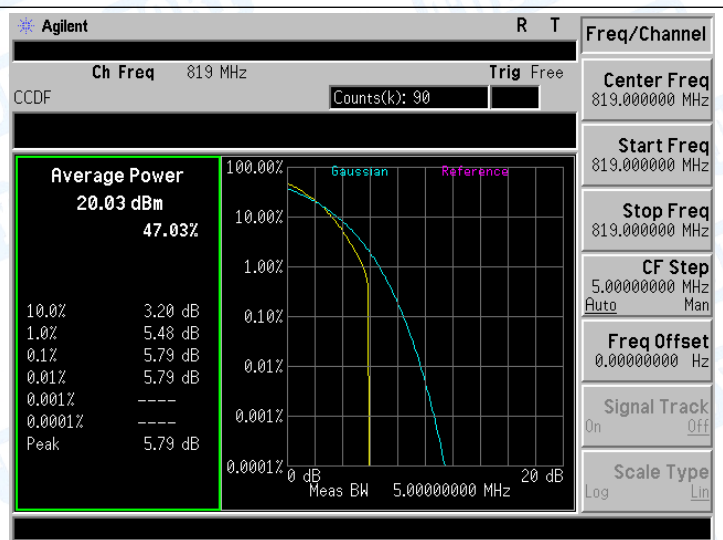 Agilent R T
Ch Freq 819 MHz Trig Free
CCDF Counts(k): 90
Average Power
20.03 dBm
47.03%
10.0% 3.20 dB
1.0% 5.48 dB
0.1% 5.79 dB
0.01% 5.79 dB
0.001% ----
0.0001% ----
Peak 5.79 dB
100.00% Gaussian Reference
10.00%
1.00%
0.10%
0.01%
0.001%
0.0001%
0 dB 20 dB
Meas BW 5.00000000 MHz
Freq/Channel
Center Freq
819.000000 MHz
Start Freq
819.000000 MHz
Stop Freq
819.000000 MHz
CF Step
5.00000000 MHz
Auto Man
Freq Offset
0.00000000 Hz
Signal Track
On Off
Scale Type
Log Lin